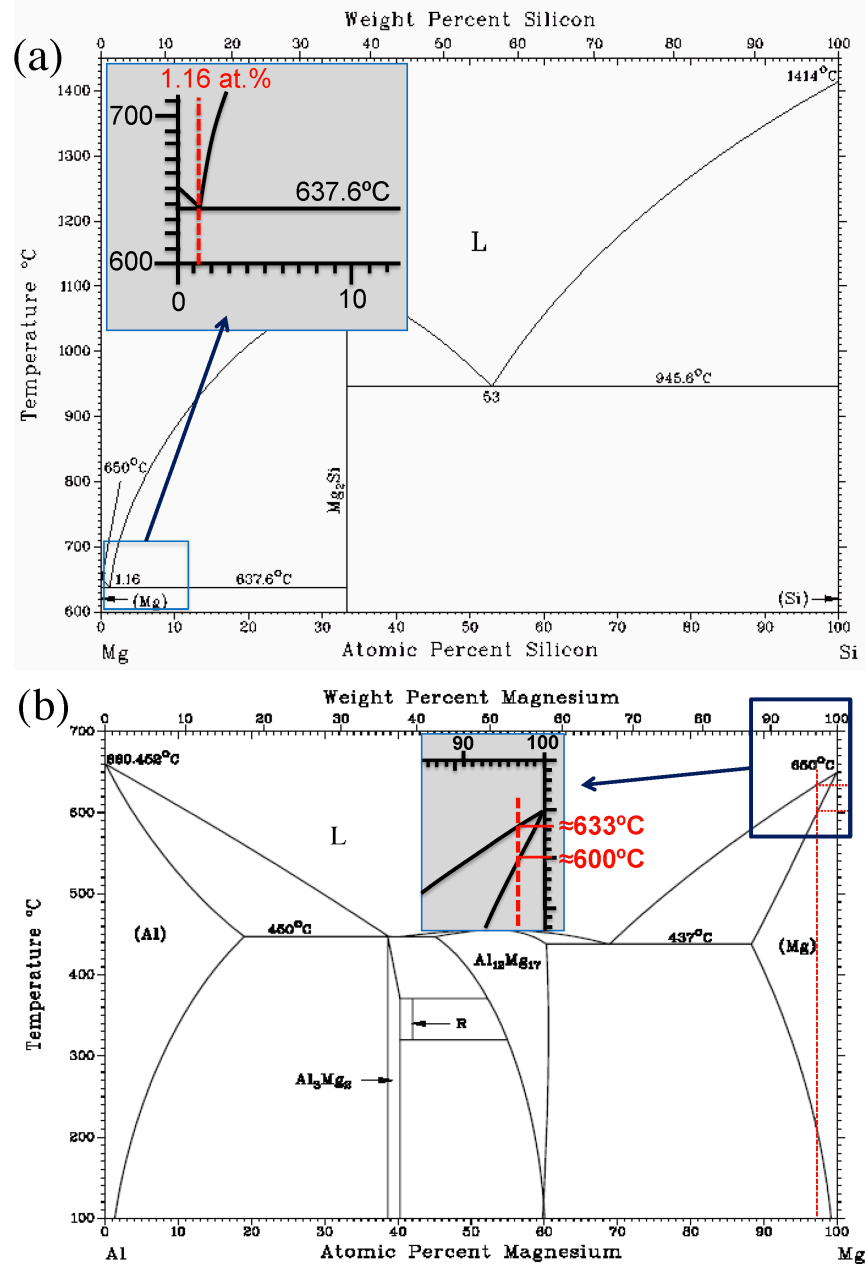 Weight Percent Silicon
0 10 20 30 40 50 60 70 80 90 100
(a)
1.16 at.%
1414°C
1400
700
1300
637.6ºC
1200
L
600
0 10
1100
Temperature °C
1000
945.6°C
53
900
650°C
800
Mg₂Si
700
1.16 637.6°C
(Mg) (Si)
600
0 10 20 30 40 50 60 70 80 90 100
Mg Atomic Percent Silicon Si
(b)
Weight Percent Magnesium
0 10 20 30 40 50 60 70 80 90 100
700
90 100
660.452°C
650°C
600
L
≈633ºC
≈600ºC
500
Temperature °C
(Al)
450°C
437°C
(Mg)
Al₁₂Mg₁₇
400
R
300
Al₃Mg₂
200
100
0 10 20 30 40 50 60 70 80 90 100
Al Atomic Percent Magnesium Mg